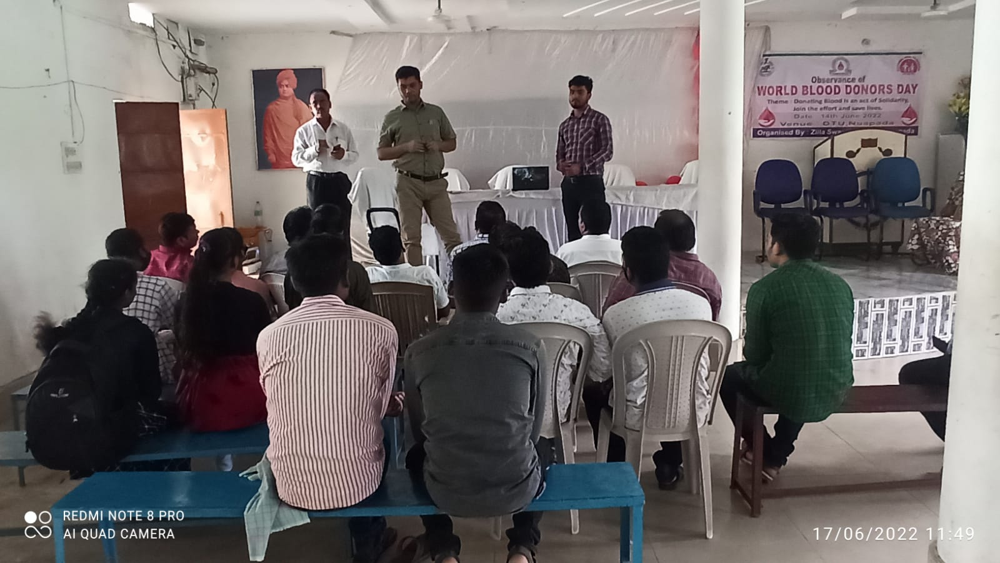 Observance of
WORLD BLOOD DONORS DAY
Theme : Donating Blood is an act of Solidarity,
Join the effort and save lives.
Date 14th June 2022
Venue DTU, Nuapada
Organised By : Zilla
REDMI NOTE 8 PRO
AI QUAD CAMERA
17/06/2022 11:49